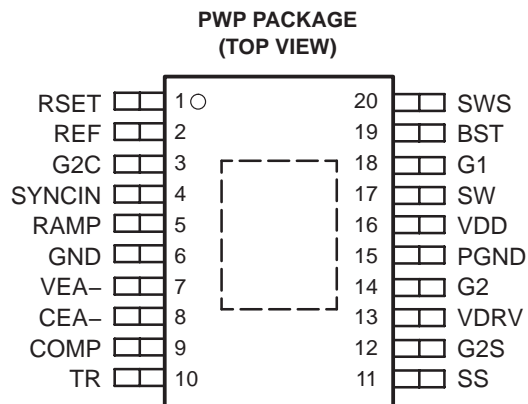 PWP PACKAGE
(TOP VIEW)
RSET 1 20 SWS
REF 2 19 BST
G2C 3 18 G1
SYNCIN 4 17 SW
RAMP 5 16 VDD
GND 6 15 PGND
VEA− 7 14 G2
CEA− 8 13 VDRV
COMP 9 12 G2S
TR 10 11 SS